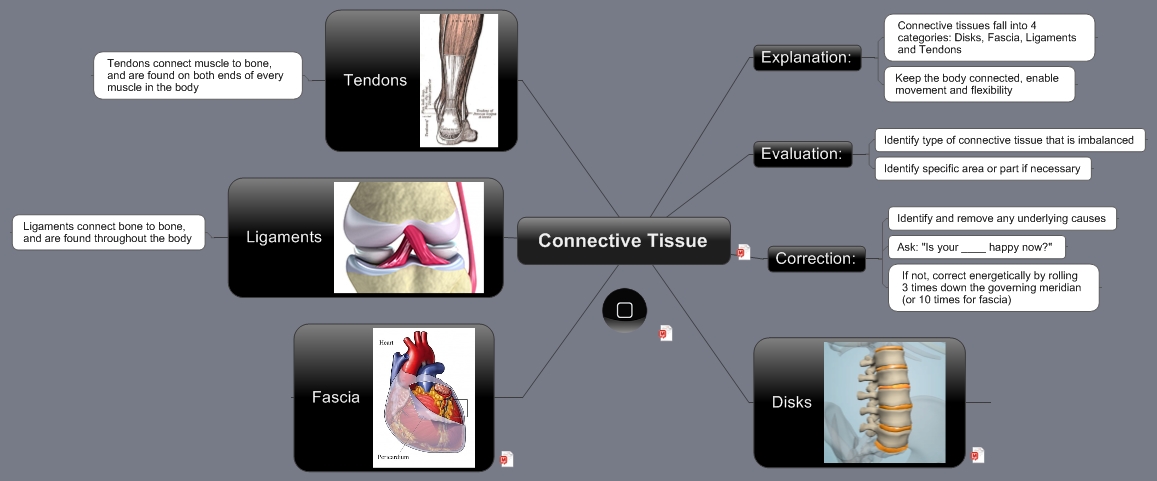 Connective Tissue
Tendons
Tendons connect muscle to bone,
and are found on both ends of every
muscle in the body
Ligaments
Ligaments connect bone to bone,
and are found throughout the body
Fascia
Heart
Pericardium
Explanation:
Connective tissues fall into 4
categories: Disks, Fascia, Ligaments
and Tendons
Keep the body connected, enable
movement and flexibility
Evaluation:
Identify type of connective tissue that is imbalanced
Identify specific area or part if necessary
Correction:
Identify and remove any underlying causes
Ask: "Is your ____ happy now?"
If not, correct energetically by rolling
3 times down the governing meridian
(or 10 times for fascia)
Disks